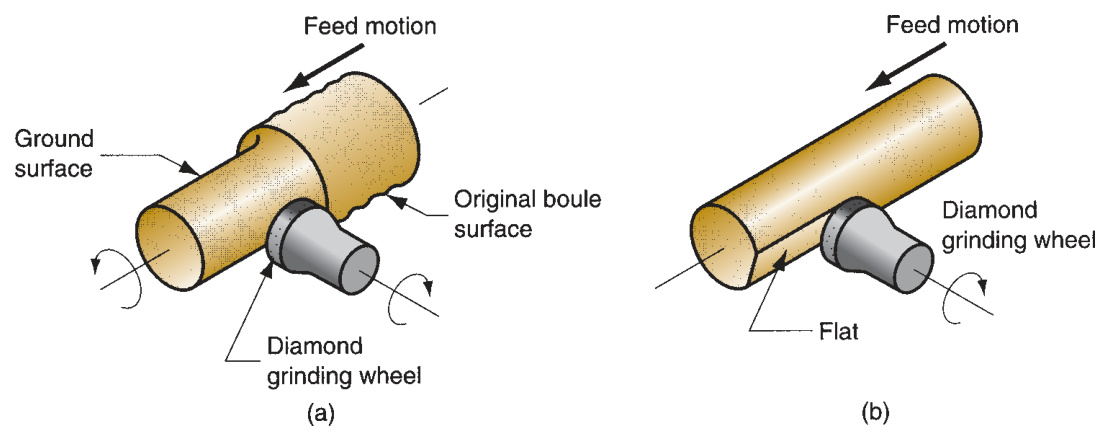 Feed motion
Ground
surface
Original boule
surface
Diamond
grinding wheel
(a)
Feed motion
Diamond
grinding wheel
Flat
(b)